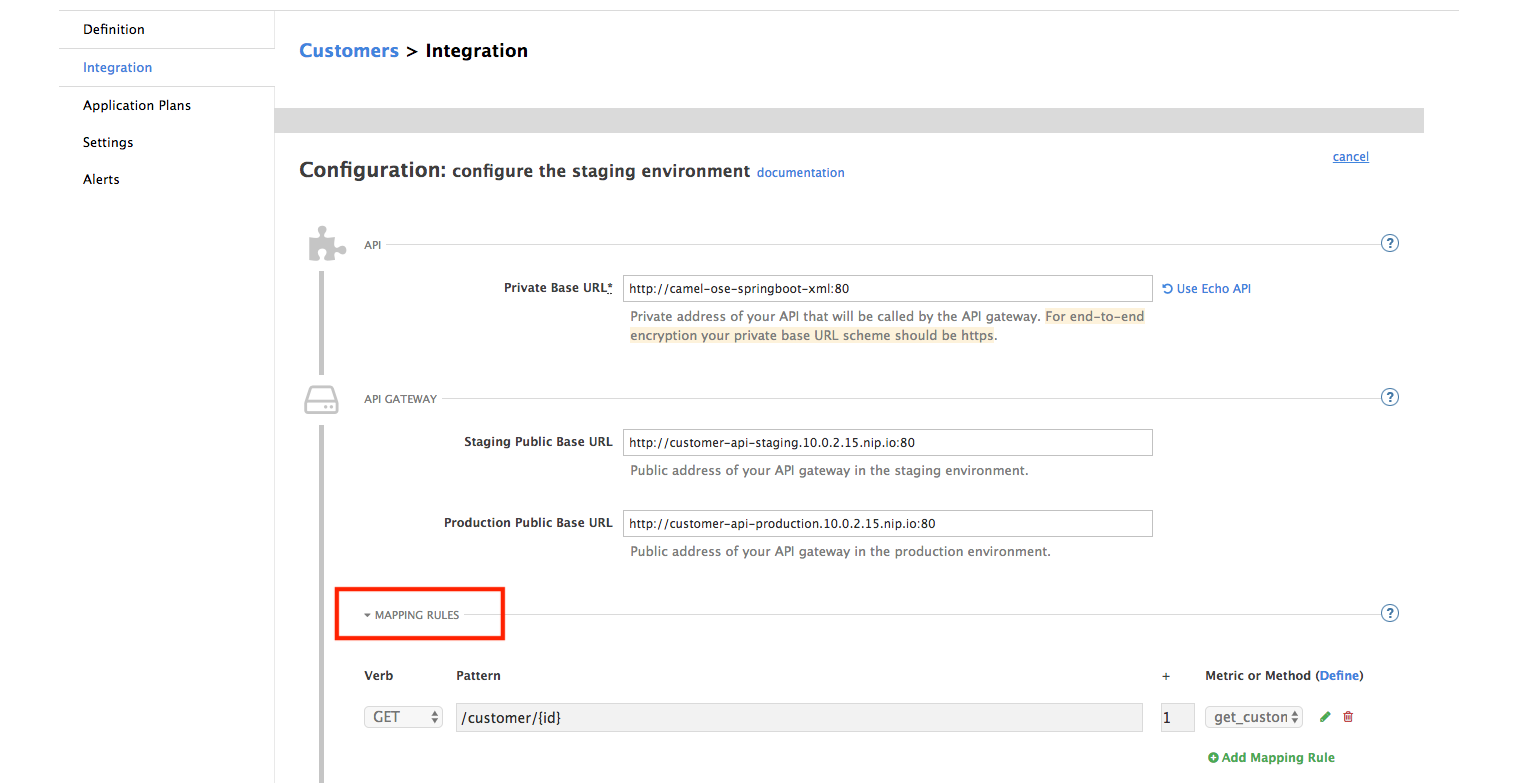 Definition
Integration
Application Plans
Settings
Alerts
Customers > Integration
Configuration: configure the staging environment documentation
cancel
API
?
Private Base URL*
http://camel-ose-springboot-xml:80
Use Echo API
Private address of your API that will be called by the API gateway. For end-to-end
encryption your private base URL scheme should be https.
API GATEWAY
?
Staging Public Base URL
http://customer-api-staging.10.0.2.15.nip.io:80
Public address of your API gateway in the staging environment.
Production Public Base URL
http://customer-api-production.10.0.2.15.nip.io:80
Public address of your API gateway in the production environment.
MAPPING RULES
?
Verb Pattern + Metric or Method (Define)
GET /customer/{id} 1 get_custon
Add Mapping Rule